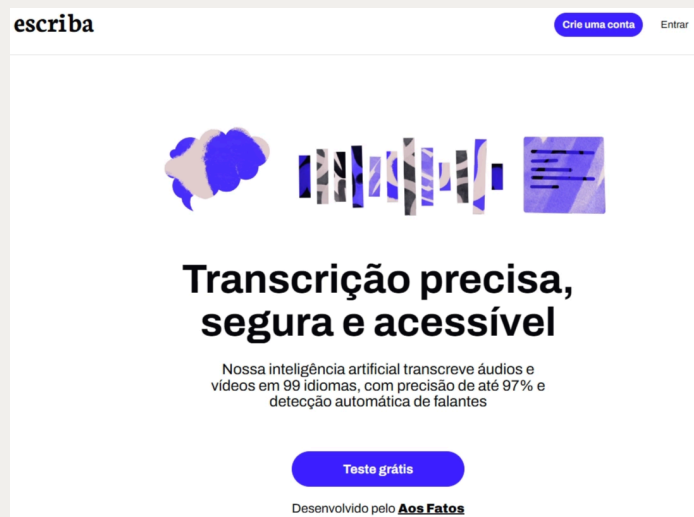 escriba
Crie uma conta
Entrar
Transcrição precisa,
segura e acessível
Nossa inteligência artificial transcreve áudios e
vídeos em 99 idiomas, com precisão de até 97% e
detecção automática de falantes
Teste grátis
Desenvolvido pelo Aos Fatos